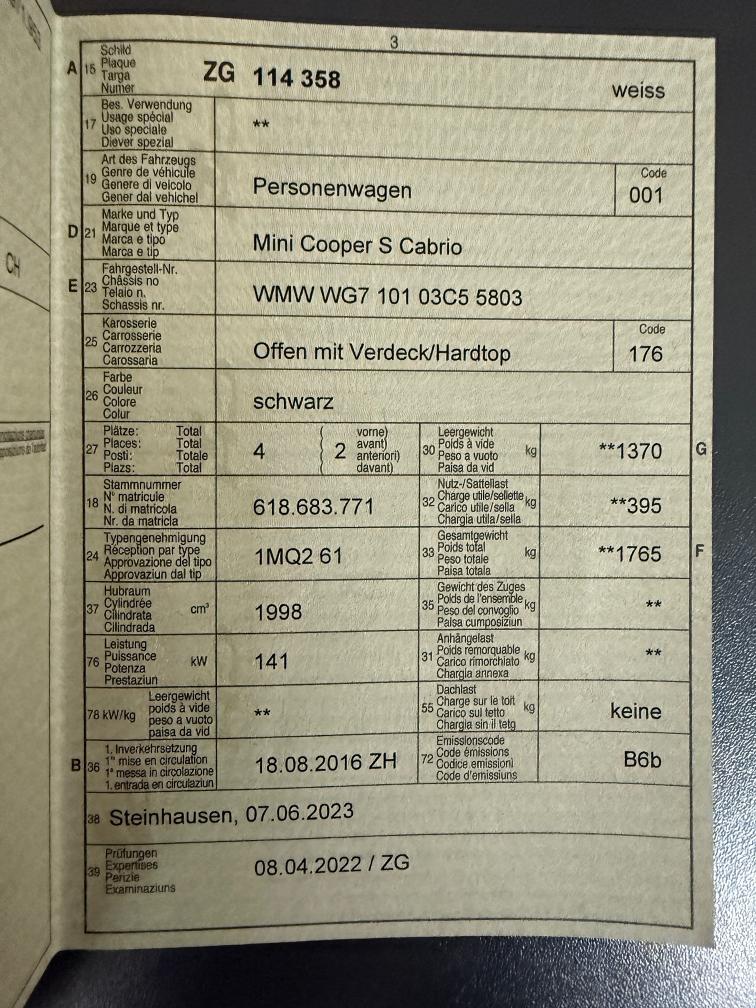 3
A 15 Schild
Plaque
Targa
Numer
ZG 114 358 weiss
17 Bes. Verwendung
Usage spécial
Uso speciale
Diever spezial
**
19 Art des Fahrzeugs
Genre de véhicule
Genere di veicolo
Gener dal vehichel
Personenwagen
Code
001
D 21 Marke und Typ
Marque et type
Marca e tipo
Marca e tip
Mini Cooper S Cabrio
E 23 Fahrgestell-Nr.
Châssis no
Telaio n.
Schassis nr.
WMW WG7 101 03C5 5803
25 Karosserie
Carrosserie
Carrozzeria
Carossaria
Offen mit Verdeck/Hardtop
Code
176
26 Farbe
Couleur
Colore
Colur
schwarz
27 Plätze: Total
Places: Total
Posti: Totale
Plazs: Total
4
( 2 vorne)
avant)
anteriori)
davant)
30 Leergewicht
Poids à vide
Peso a vuoto
Paisa da vid
kg
**1370 G
18 Stammnummer
N° matricule
N. di matricola
Nr. da matricla
618.683.771
32 Nutz-/Sattellast
Charge utile/sellette
Carico utile/sella
Chargia utila/sella
kg
**395
24 Typengenehmigung
Réception par type
Approvazione del tipo
Approvaziun dal tip
1MQ2 61
33 Gesamtgewicht
Poids total
Peso totale
Paisa totala
kg
**1765 F
37 Hubraum
Cylindrée
Cilindrata
Cilindrada
cm³
1998
35 Gewicht des Zuges
Poids de l'ensemble
Peso del convoglio
Paisa cumposiziun
kg
**
76 Leistung
Puissance
Potenza
Prestaziun
kW
141
31 Anhängelast
Poids remorquable
Carico rimorchiato
Chargia annexa
kg
**
78 kW/kg Leergewicht
poids à vide
peso a vuoto
paisa da vid
**
55 Dachlast
Charge sur le toit
Carico sul tetto
Chargia sin il tetg
kg
keine
B 36 1. Inverkehrsetzung
1re mise en circulation
1a messa in circolazione
1. entrada en circulaziun
18.08.2016 ZH
72 Emissionscode
Code émissions
Codice emissioni
Code d'emissiuns
B6b
38 Steinhausen, 07.06.2023
39 Prüfungen
Expertises
Perizie
Examinaziuns
08.04.2022 / ZG
CH